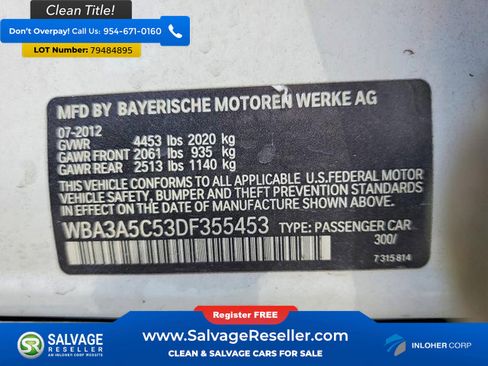 Clean Title!
Don't Overpay! Call Us: 954-671-0160
LOT Number: 79484895
MFD BY BAYERISCHE MOTOREN WERKE AG
07-2012
GVWR 4453 lbs 2020 kg
GAWR FRONT 2061 lbs 935 kg
GAWR REAR 2513 lbs 1140 kg
THIS VEHICLE CONFORMS TO ALL APPLICABLE U.S.FEDERAL MOTOR
VEHICLE SAFETY, BUMPER AND THEFT PREVENTION STANDARDS
IN EFFECT ON THE DATE OF MANUFACTURE SHOWN ABOVE.
WBA3A5C53DF355453 TYPE: PASSENGER CAR
300/
7 315 814
Register FREE
SALVAGE
RESELLER
AN INLOHER CORP WEBSITE
www.SalvageReseller.com
CLEAN & SALVAGE CARS FOR SALE
INLOHER CORP